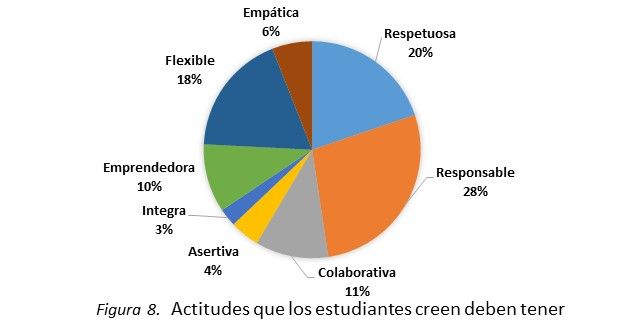 Empática
6%
Respetuosa
20%
Flexible
18%
Responsable
28%
Emprendedora
10%
Integra
3%
Asertiva
4%
Colaborativa
11%
Figura 8. Actitudes que los estudiantes creen deben tener